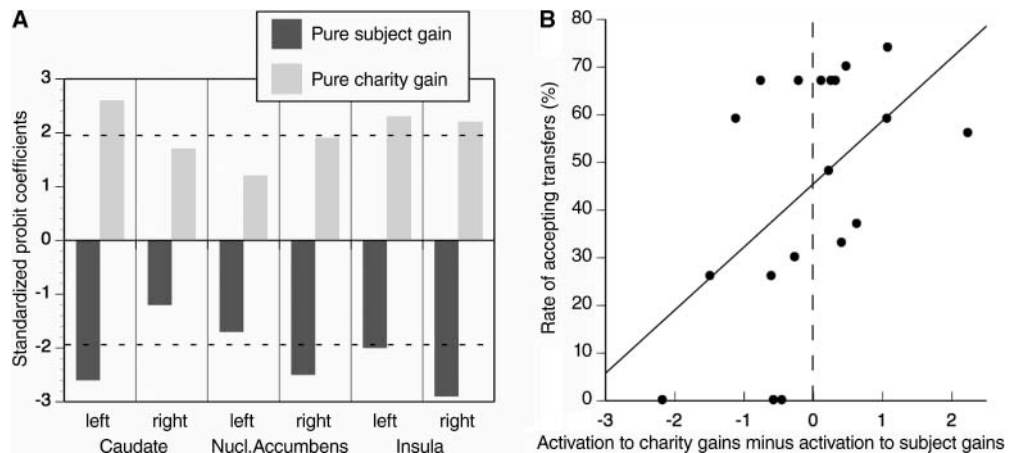 A
Pure subject gain
Pure charity gain
Standardized probit coefficients
3
2
1
0
-1
-2
-3
left right left right left right
Caudate Nucl.Accumbens Insula
B
Rate of accepting transfers (%)
80
70
60
50
40
30
20
10
0
-3 -2 -1 0 1 2
Activation to charity gains minus activation to subject gains